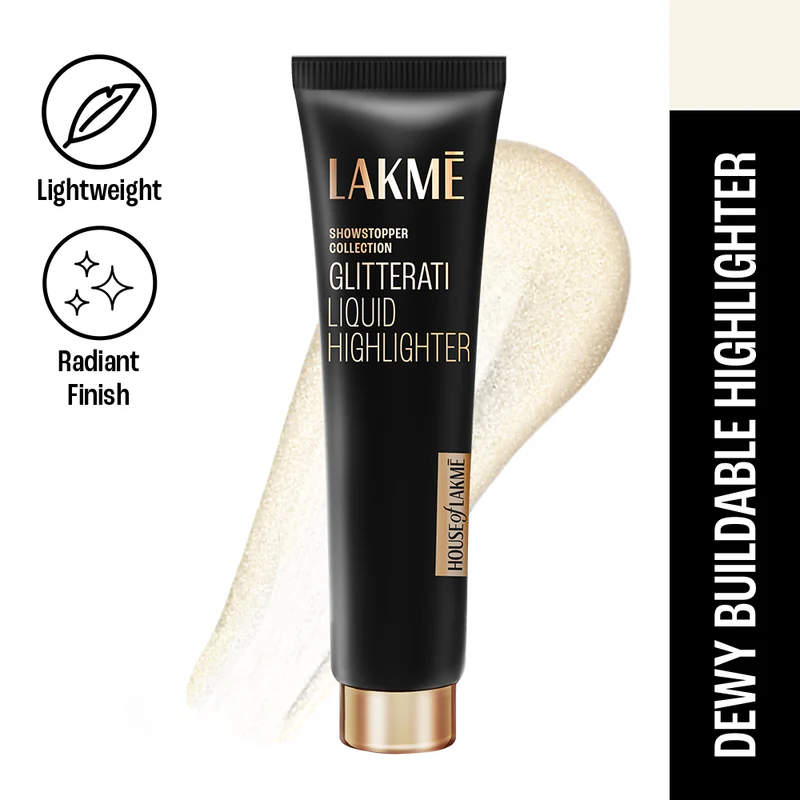 Lightweight
Radiant
Finish
LAKMĒ
SHOWSTOPPER
COLLECTION
GLITTERATI
LIQUID
HIGHLIGHTER
HOUSE of LAKMĒ
DEWY BUILDABLE HIGHLIGHTER